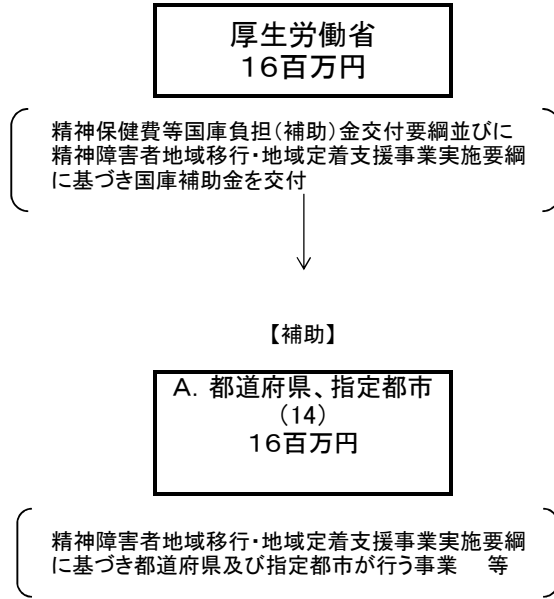 厚生労働省
16百万円
精神保健費等国庫負担(補助)金交付要綱並びに
精神障害者地域移行・地域定着支援事業実施要綱
に基づき国庫補助金を交付
【補助】
A. 都道府県、指定都市
(14)
16百万円
精神障害者地域移行・地域定着支援事業実施要綱
に基づき都道府県及び指定都市が行う事業　等